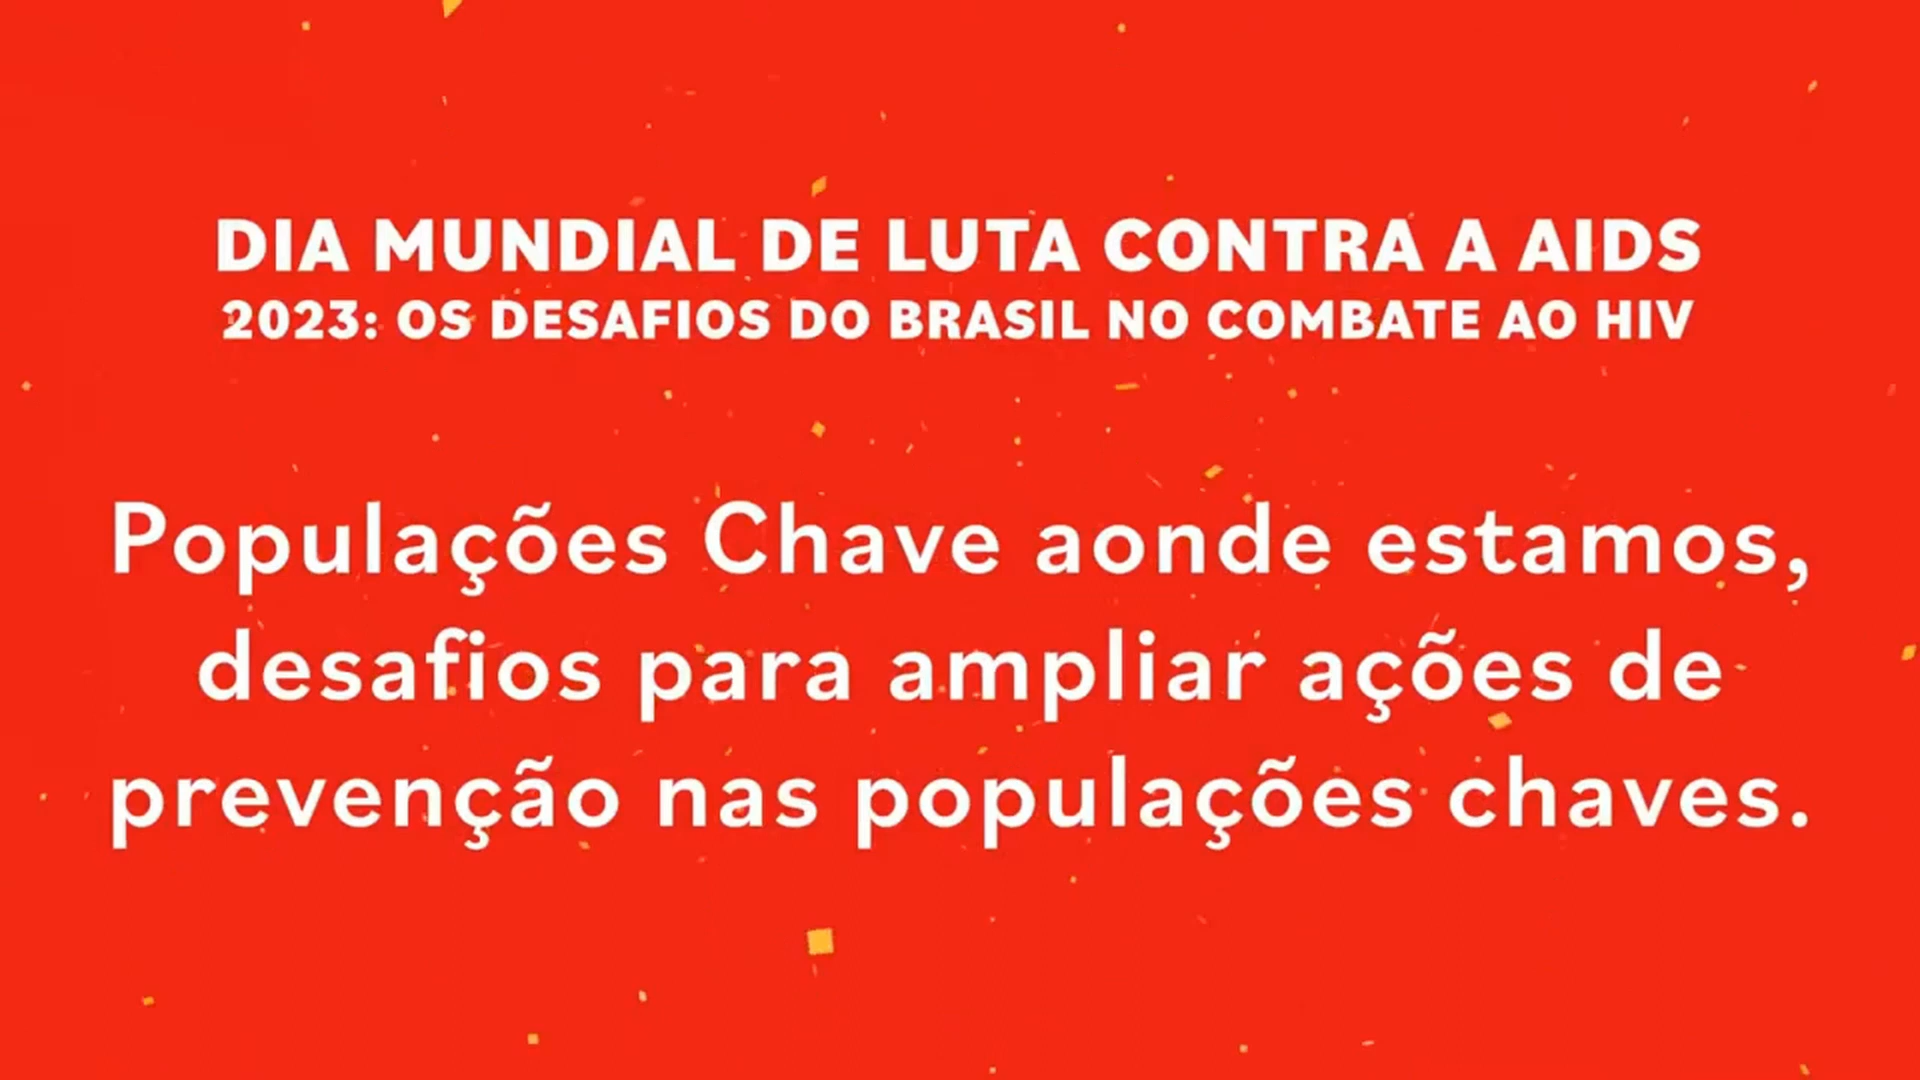 DIA MUNDIAL DE LUTA CONTRA A AIDS
2023: OS DESAFIOS DO BRASIL NO COMBATE AO HIV
Populações Chave aonde estamos,
desafios para ampliar ações de
prevenção nas populações chaves.